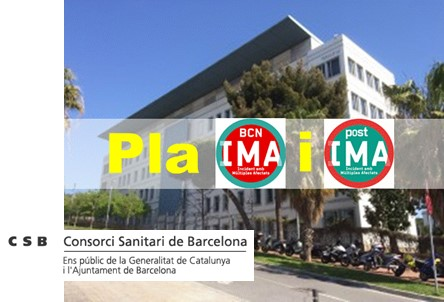 Pla BCN IMA Incident amb Múltiples Afectats i post IMA Incident amb Múltiples Afectats
CSB Consorci Sanitari de Barcelona
Ens públic de la Generalitat de Catalunya
i l'Ajuntament de Barcelona